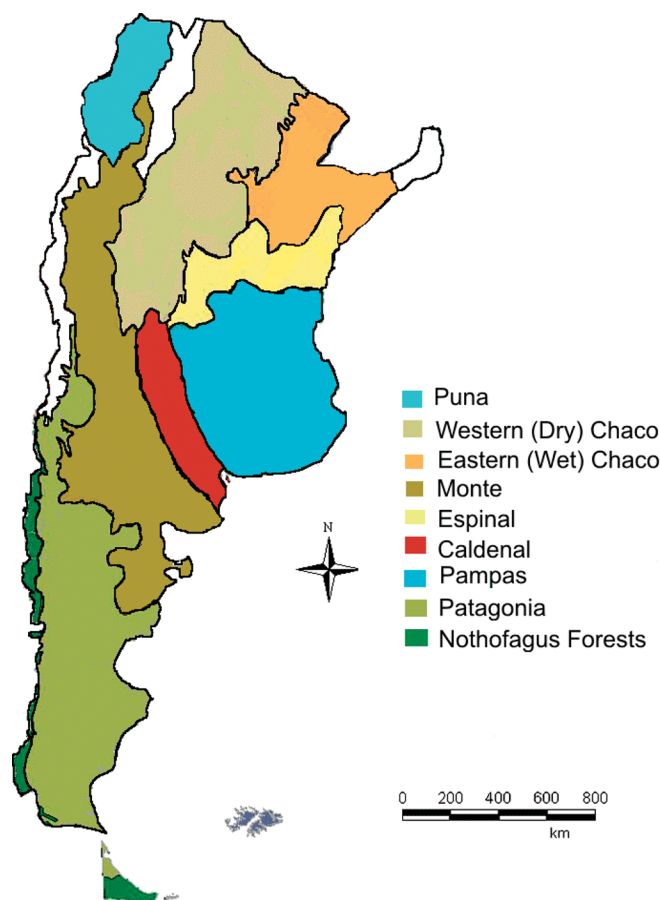 Puna
Western (Dry) Chaco
Eastern (Wet) Chaco
Monte
Espinal
Caldenal
N
Pampas
Patagonia
Nothofagus Forests
0 200 400 600 800
km